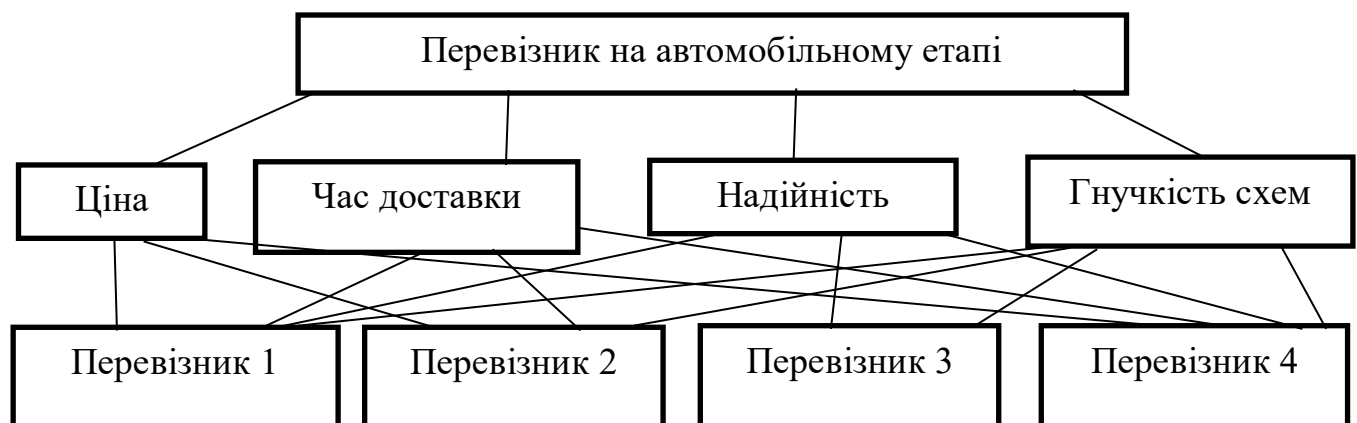 Перевізник на автомобільному етапі
Ціна
Час доставки
Надійність
Гнучкість схем
Перевізник 1
Перевізник 2
Перевізник 3
Перевізник 4